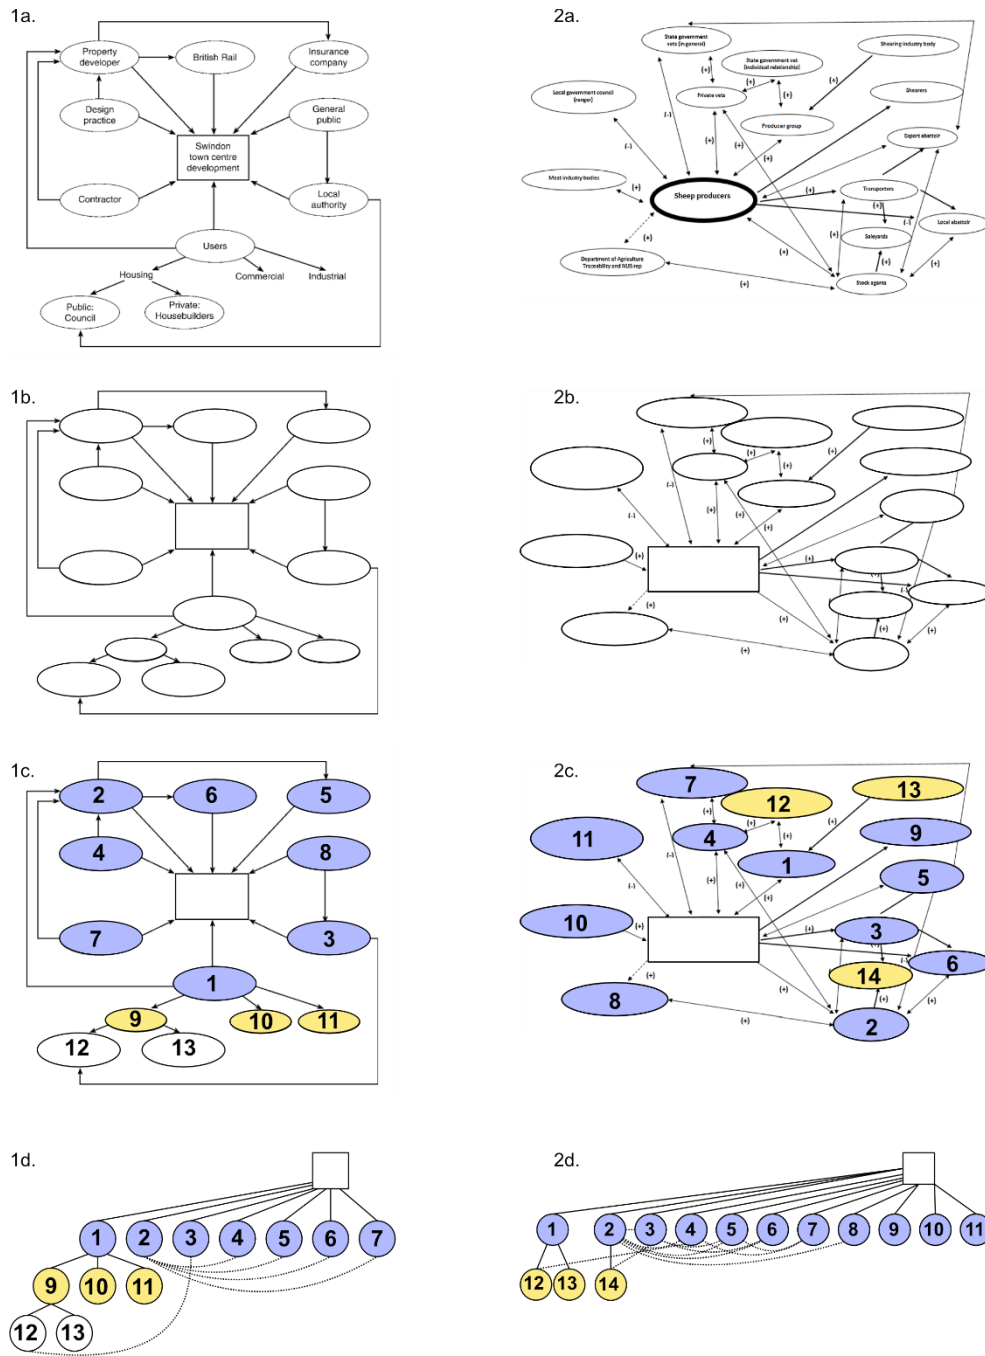 1a.
Property
developer
British Rail
Insurance
company
Design
practice
General
public
Swindon
town centre
development
Contractor
Local
authority
Users
Housing
Commercial
Industrial
Public:
Council
Private:
Housebuilders
2a.
State government
vets (in general)
State government vet
(individual relationship)
Shearing industry body
Local government council
(ranger)
Private vets
Shearers
Producer group
Export abattoir
Meat industry bodies
Sheep producers
Transporters
Local abattoir
Saleyards
Department of Agriculture
Traceability and NLIS rep
Stock agents
(+)
(+)
(+)
(+)
(-)
(-)
(+)
(+)
(+)
(+)
(+)
(-)
(+)
(+)
(+)
(+)
(+)
(+)
1b.
2b.
(+)
(+)
(+)
(+)
(-)
(-)
(+)
(+)
(+)
(+)
(+)
(+)
(+)
(+)
(+)
(+)
1c.
2
6
5
4
8
7
3
1
9
10
11
12
13
2c.
7
12
13
11
4
9
1
5
10
3
14
6
8
2
(+)
(+)
(+)
(+)
(-)
(-)
(+)
(+)
(+)
(+)
(+)
(+)
(+)
(+)
(+)
(+)
1d.
1
2
3
4
5
6
7
9
10
11
12
13
2d.
1
2
3
4
5
6
7
8
9
10
11
12
13
14